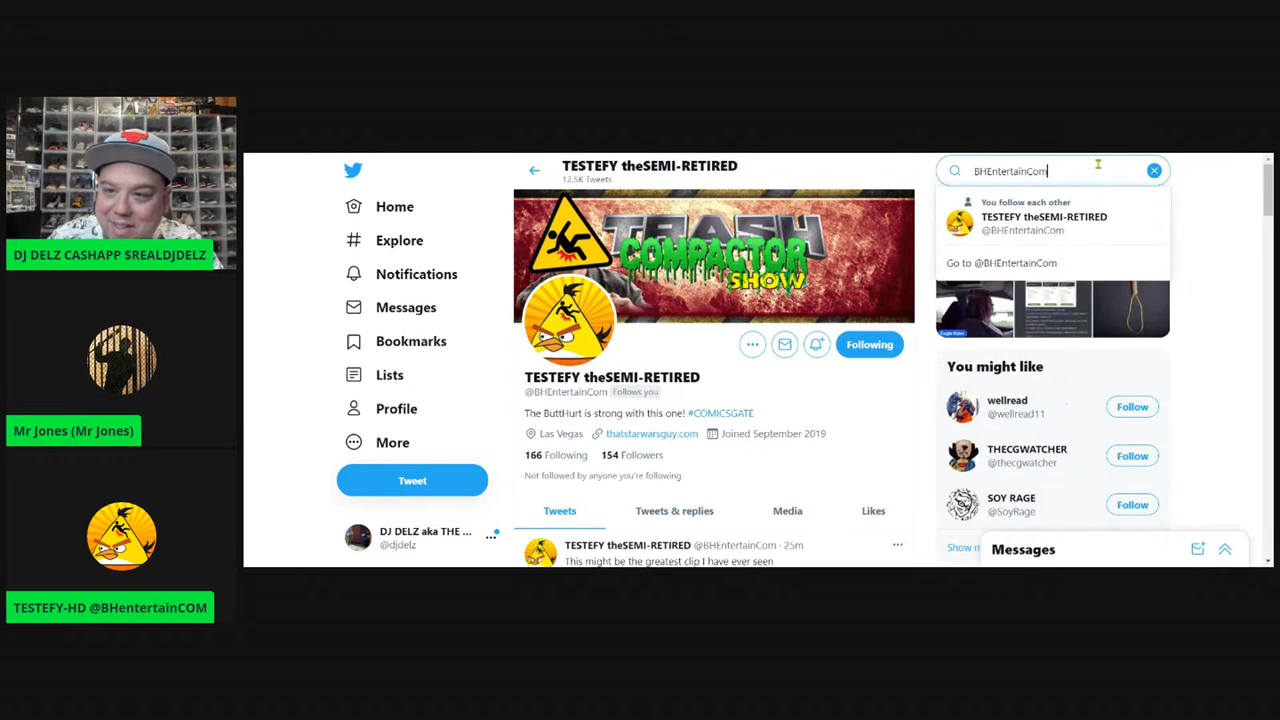 DJ DELZ CASHAPP $REALDJDELZ
Mr Jones (Mr Jones)
TESTEFY-HD @BHentertainCOM
Home
Explore
Notifications
Messages
Bookmarks
Lists
Profile
More
Tweet
DJ DELZ aka THE ...
@djdelz
TESTEFY theSEMI-RETIRED
12.5K Tweets
TRASH
COMPACTOR
SHOW
Following
TESTEFY theSEMI-RETIRED
@BHEntertainCom Follows you
The ButtHurt is strong with this one! #COMICSGATE
Las Vegas thatstarwarsguy.com Joined September 2019
166 Following 154 Followers
Not followed by anyone you're following
Tweets Tweets & replies Media Likes
TESTEFY theSEMI-RETIRED @BHEntertainCom · 25m
This might be the greatest clip I have ever seen
BHEntertainCom
You follow each other
TESTEFY theSEMI-RETIRED
@BHEntertainCom
Go to @BHEntertainCom
You might like
wellread
@wellread11
Follow
THECGWATCHER
@thecgwatcher
Follow
SOY RAGE
@SoyRage
Follow
Show
Messages